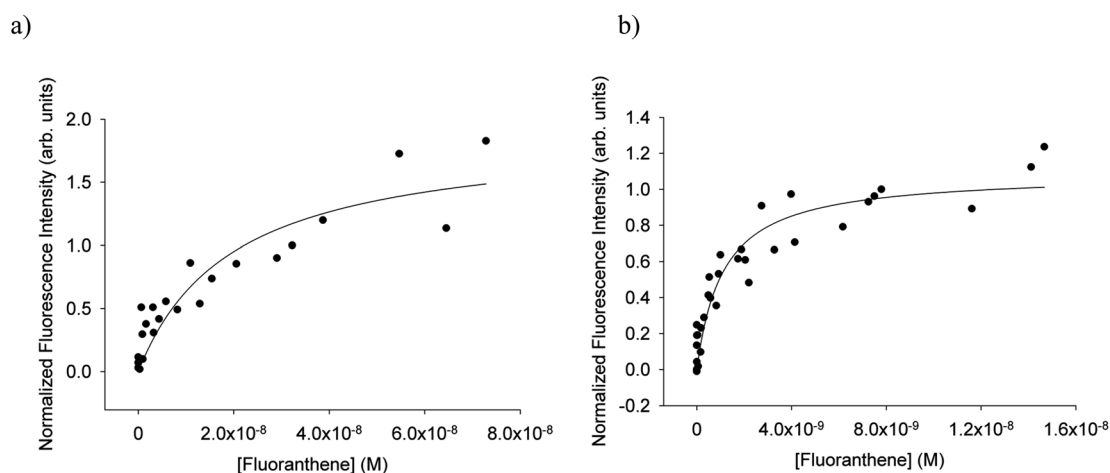 a)
Normalized Fluorescence Intensity (arb. units)
2.0
1.5
1.0
0.5
0.0
0
2.0x10-8
4.0x10-8
6.0x10-8
8.0x10-8
[Fluoranthene] (M)
b)
Normalized Fluorescence Intensity (arb. units)
1.4
1.2
1.0
0.8
0.6
0.4
0.2
0.0
-0.2
0
4.0x10-9
8.0x10-9
1.2x10-8
1.6x10-8
[Fluoranthene] (M)